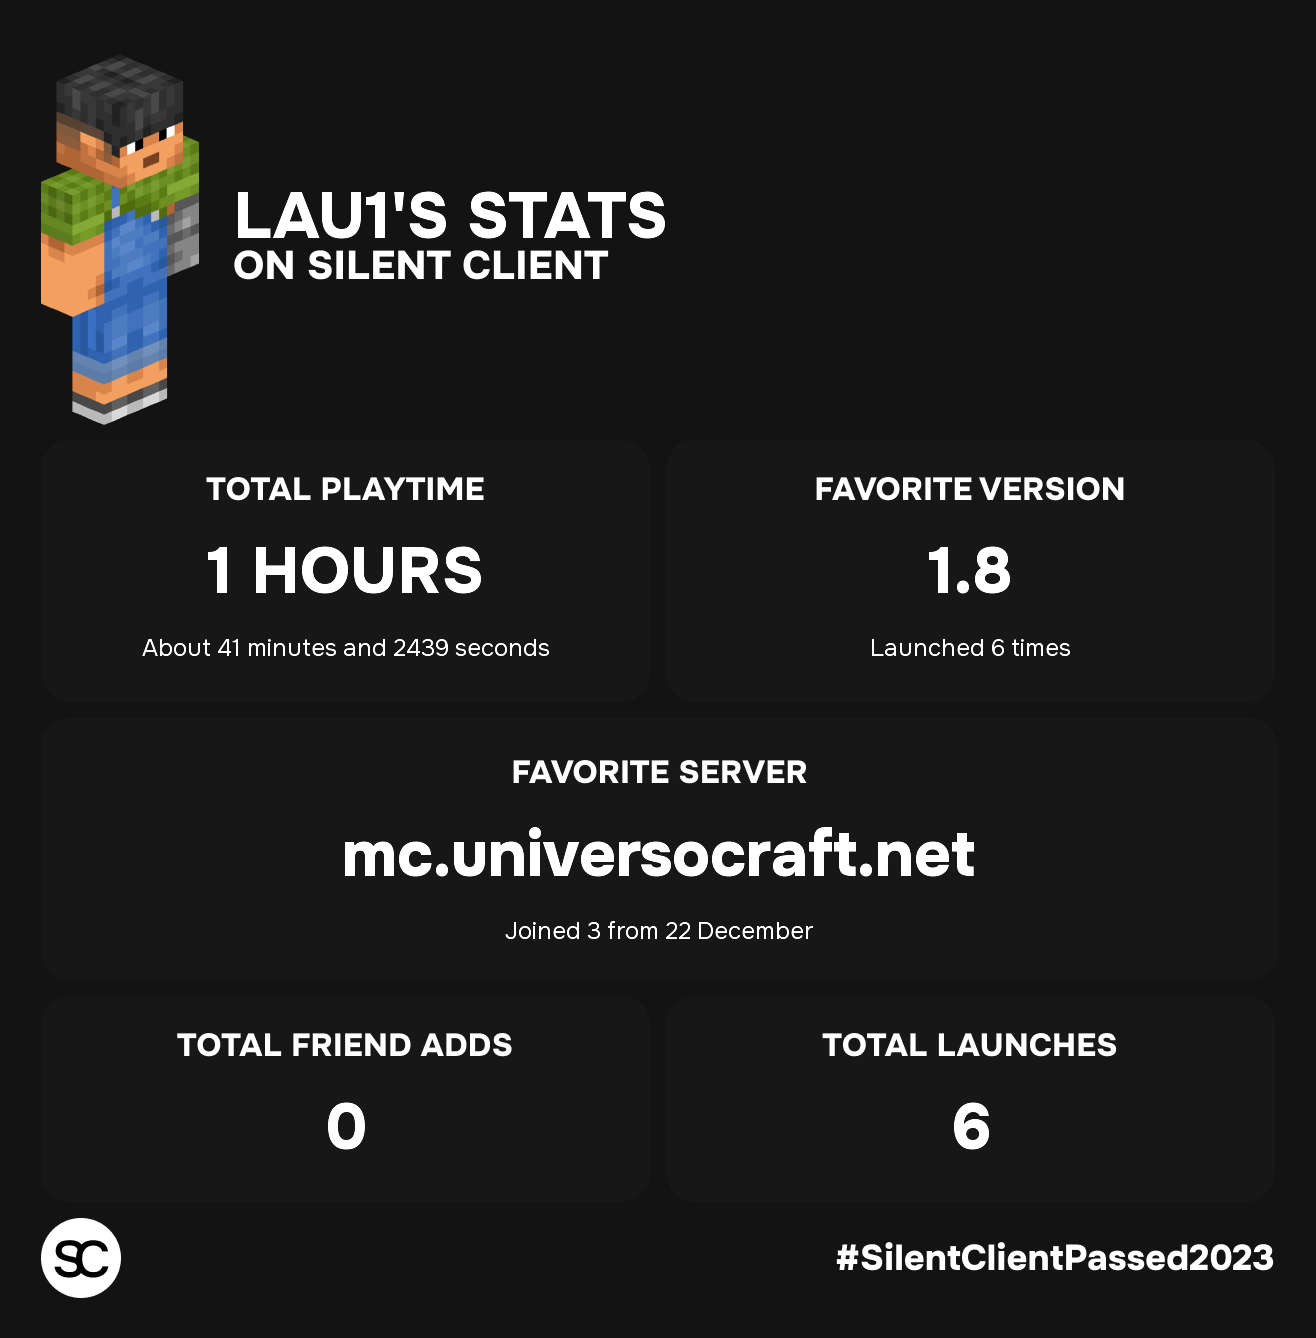 LAU1'S STATS
ON SILENT CLIENT
TOTAL PLAYTIME
1 HOURS
About 41 minutes and 2439 seconds
FAVORITE VERSION
1.8
Launched 6 times
FAVORITE SERVER
mc.universocraft.net
Joined 3 from 22 December
TOTAL FRIEND ADDS
0
TOTAL LAUNCHES
6
SC
#SilentClientPassed2023